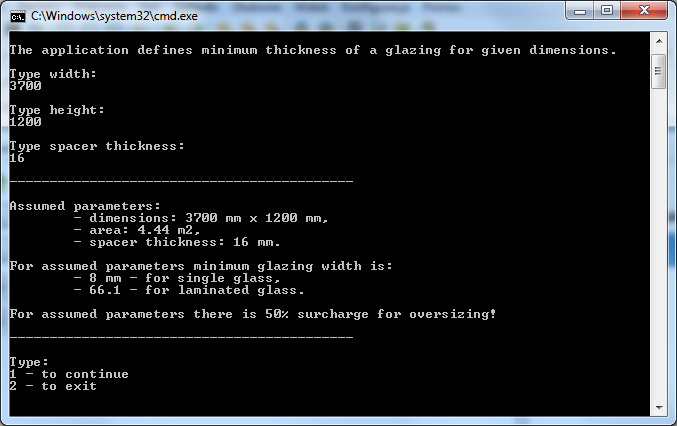 C:\Windows\system32\cmd.exe
The application defines minimum thickness of a glazing for given dimensions.
Type width:
3700
Type height:
1200
Type spacer thickness:
16
-------------------------------------------
Assumed parameters:
- dimensions: 3700 mm x 1200 mm,
- area: 4.44 m2,
- spacer thickness: 16 mm.
For assumed parameters minimum glazing width is:
- 8 mm - for single glass,
- 66.1 - for laminated glass.
For assumed parameters there is 50% surcharge for oversizing!
-------------------------------------------
Type:
1 - to continue
2 - to exit